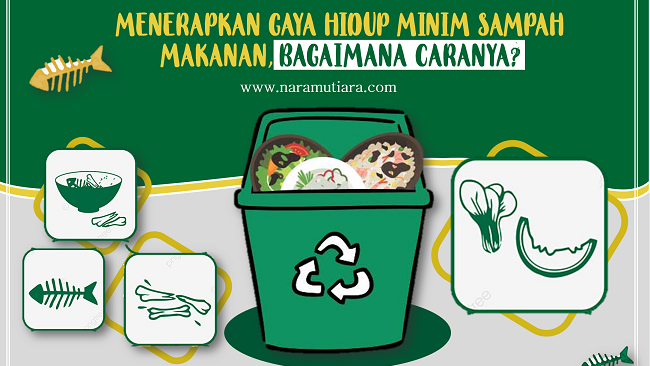 MENERAPKAN GAYA HIDUP MINIM SAMPAH
MAKANAN, BAGAIMANA CARANYA?
www.naramutiara.com